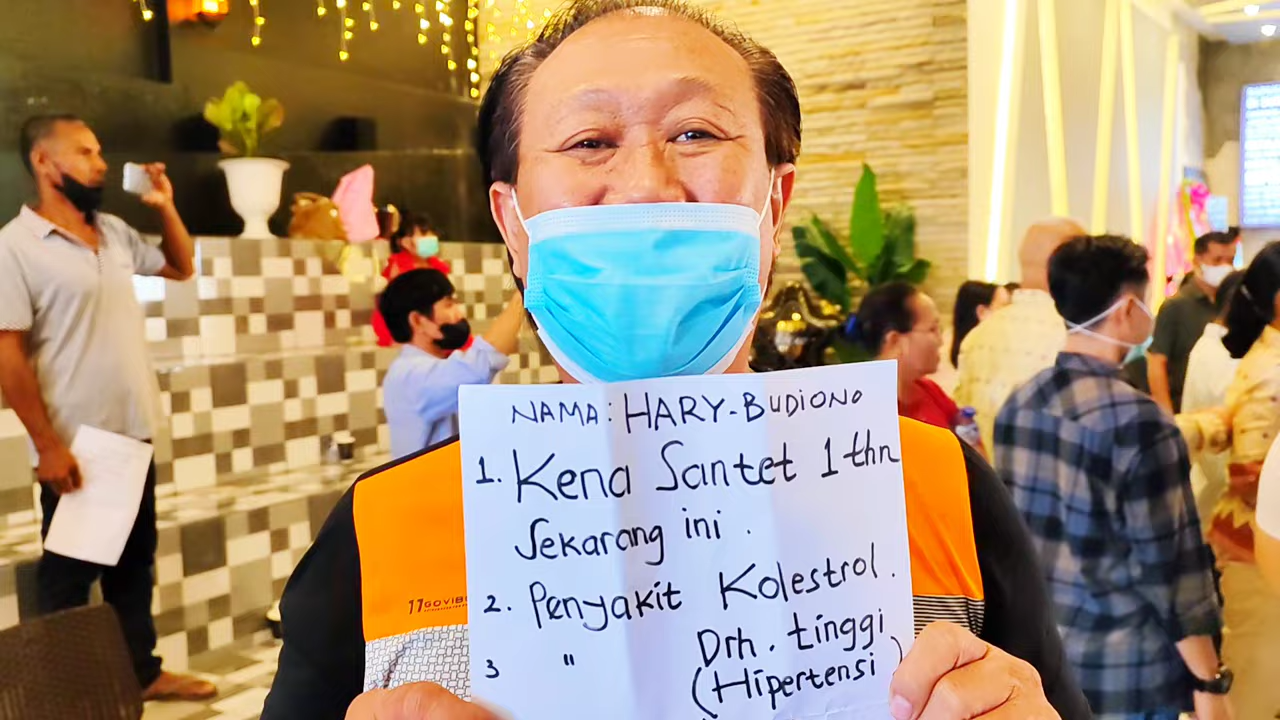 NAMA: HARY-BUDIONO
1. Kena Santet 1 thn
Sekarang ini.
2. Penyakit Kolestrol.
3 " Drh. tinggi
(Hipertensi)